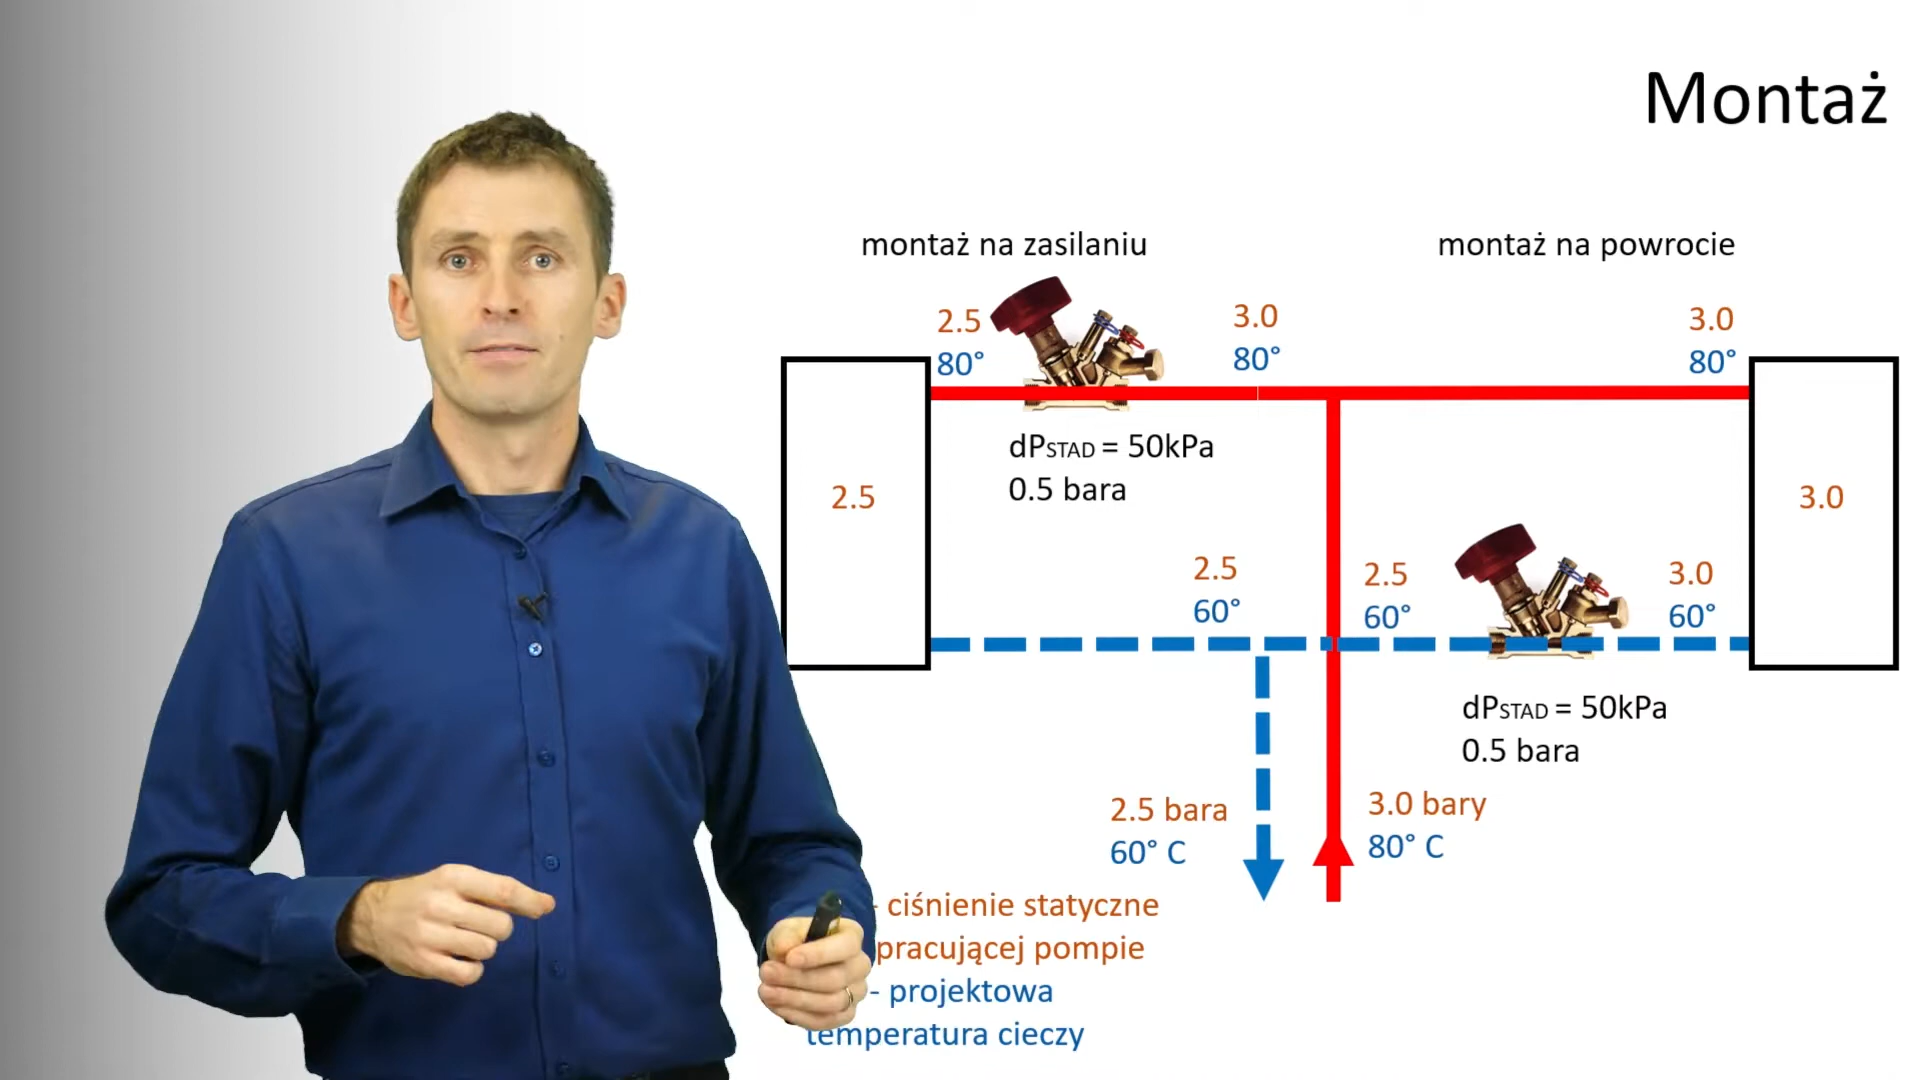 Montaż
montaż na zasilaniu
montaż na powrocie
2.5
80°
3.0
80°
3.0
80°
dPSTAD = 50kPa
0.5 bara
2.5
3.0
2.5
60°
2.5
60°
3.0
60°
dPSTAD = 50kPa
0.5 bara
2.5 bara
60° C
3.0 bary
80° C
- ciśnienie statyczne
pracującej pompie
- projektowa
temperatura cieczy